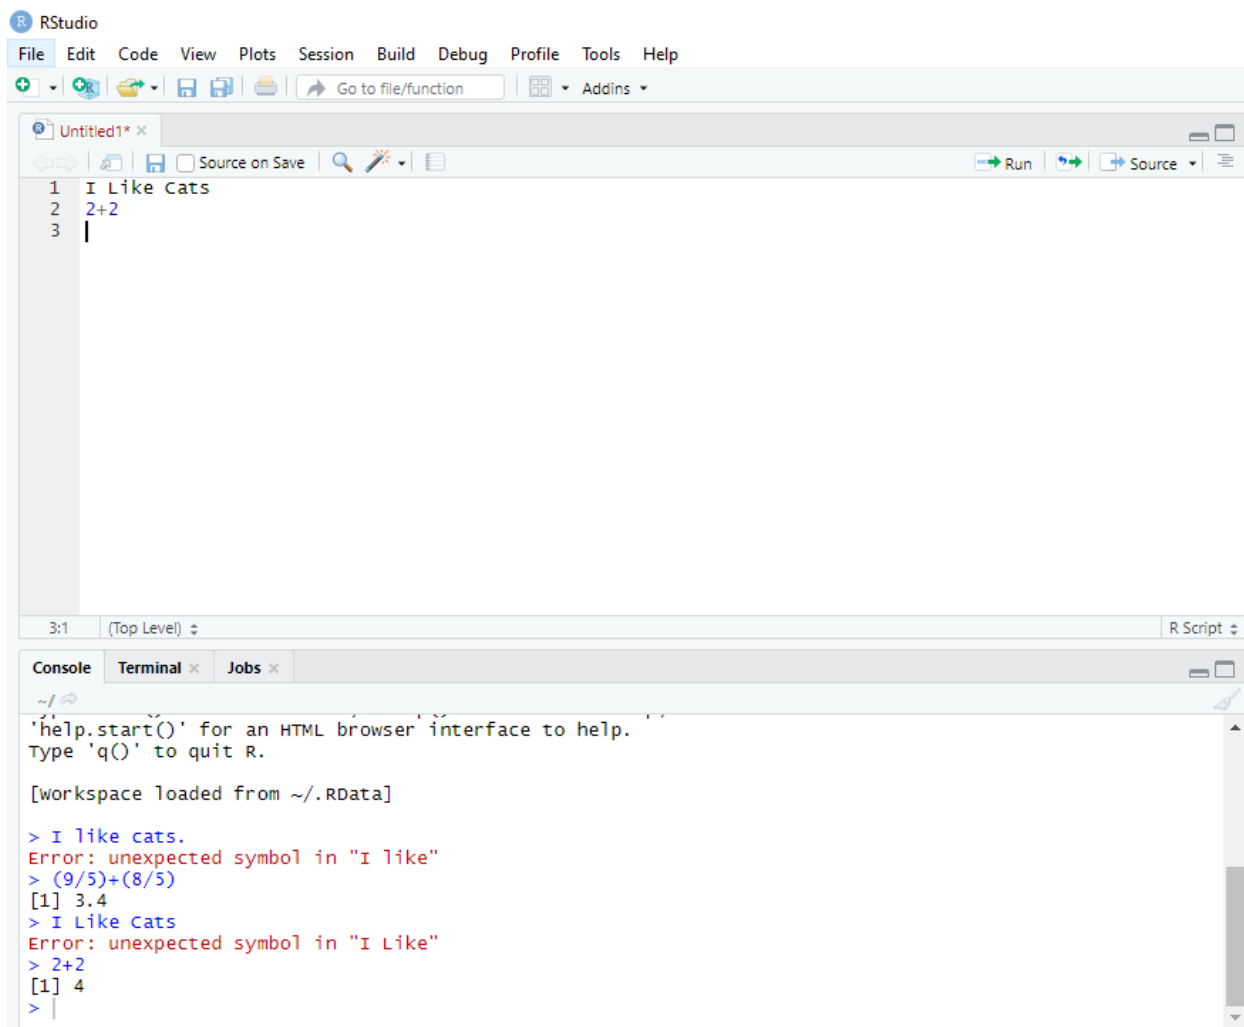 RStudio
File Edit Code View Plots Session Build Debug Profile Tools Help
Go to file/function Addins
Untitled1*
Source on Save Run Source
1 I Like Cats
2 2+2
3
3:1 (Top Level) R Script
Console Terminal Jobs
~/
'help.start()' for an HTML browser interface to help.
Type 'q()' to quit R.
[Workspace loaded from ~/.RData]
> I like cats.
Error: unexpected symbol in "I like"
> (9/5)+(8/5)
[1] 3.4
> I Like Cats
Error: unexpected symbol in "I Like"
> 2+2
[1] 4
>